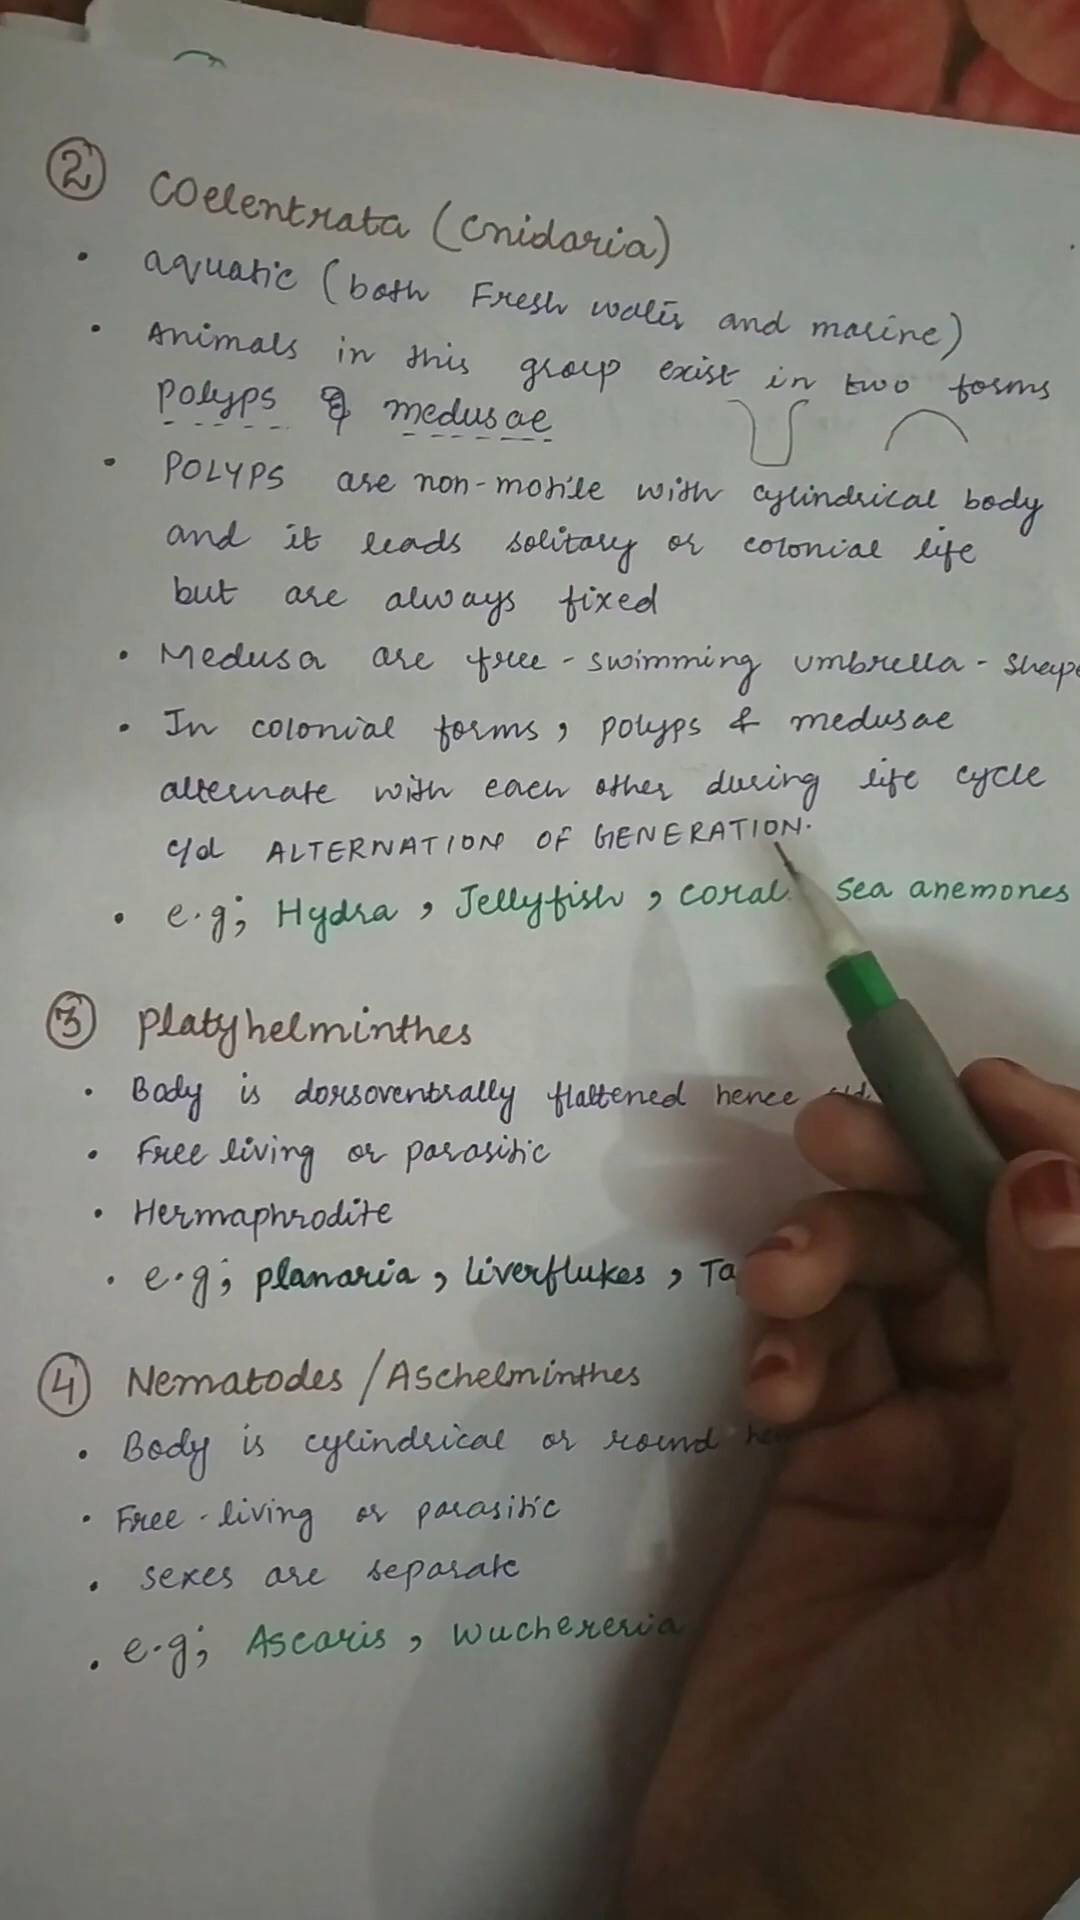 ② Coelentrata (Cnidaria)
• aquatic (both Fresh water and marine)
• Animals in this group exist in two forms
Polyps & medusae
• POLYPS are non-motile with cylindrical body
and it leads solitary or colonial life
but are always fixed
• Medusa are free-swimming umbrella-shape
• In colonial forms, polyps & medusae
alternate with each other during life cycle
c/d ALTERNATION OF GENERATION.
• e.g; Hydra, Jellyfish, coral Sea anemones
③ Platyhelminthes
• Body is dorsoventrally flattened hence
• Free living or parasitic
• Hermaphrodite
• e.g; planaria, liverflukes, Ta
④ Nematodes/Aschelminthes
• Body is cylindrical or round
• Free-living or parasitic
• sexes are separate
• e.g; Ascaris, Wuchereria